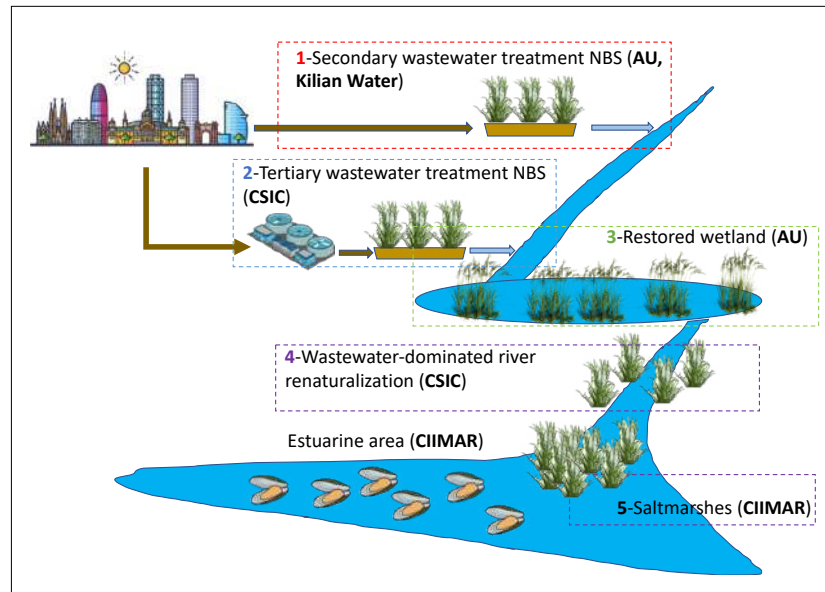 1-Secondary wastewater treatment NBS (AU,
Kilian Water)
2-Tertiary wastewater treatment NBS
(CSIC)
3-Restored wetland (AU)
4-Wastewater-dominated river
renaturalization (CSIC)
Estuarine area (CIIMAR)
5-Saltmarshes (CIIMAR)